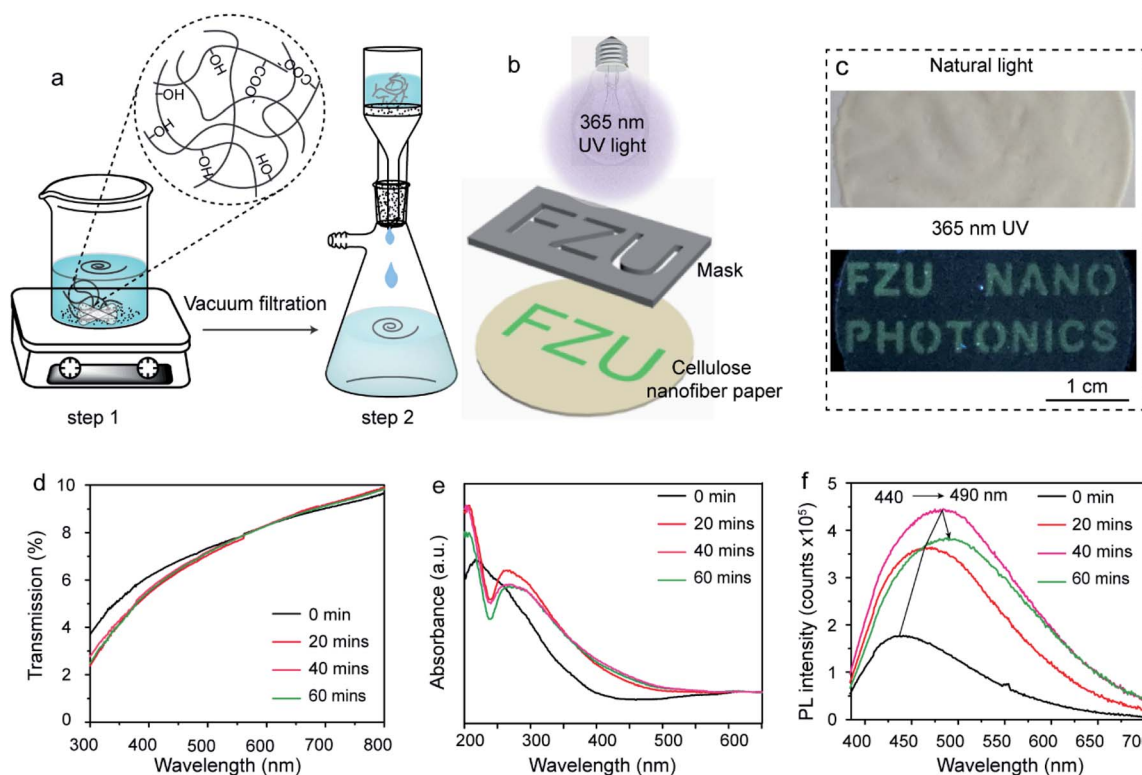 a
-OH
-COO-
-COO-
-OH
HO-
-OH
HO-
Vacuum filtration
step 1
step 2
b
365 nm
UV light
FZU
Mask
FZU
Cellulose
nanofiber paper
c
Natural light
365 nm UV
FZU NANO
PHOTONICS
1 cm
d
Transmission (%)
10
8
6
4
2
0
0 min
20 mins
40 mins
60 mins
300 400 500 600 700 800
Wavelength (nm)
e
Absorbance (a.u.)
0 min
20 mins
40 mins
60 mins
200 300 400 500 600
Wavelength (nm)
f
PL intensity (counts x10⁵)
5
4
3
2
1
0
440 490 nm
0 min
20 mins
40 mins
60 mins
400 450 500 550 600 650 700
Wavelength (nm)